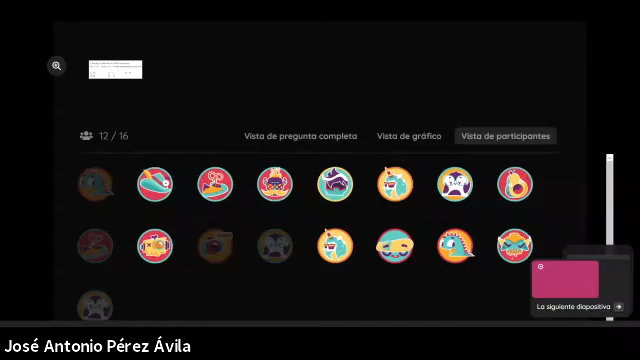 12 / 16
Vista de pregunta completa
Vista de gráfico
Vista de participantes
La siguiente diapositiva
José Antonio Pérez Ávila